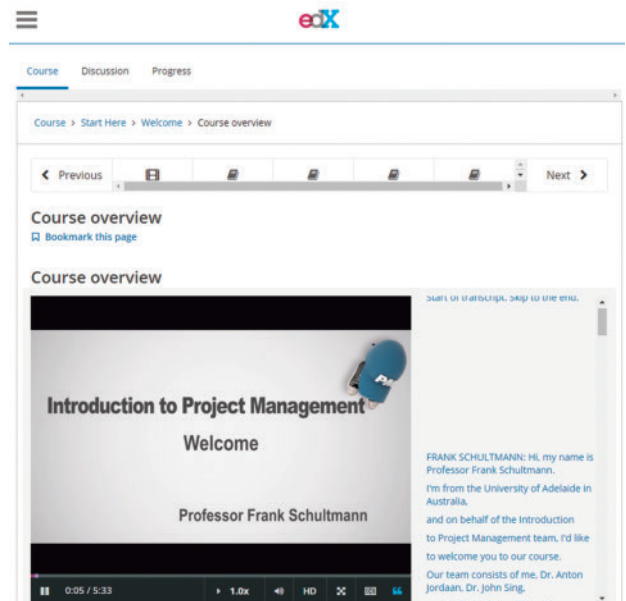 edX
Course Discussion Progress
Course > Start Here > Welcome > Course overview
Previous
Next
Course overview
Bookmark this page
Course overview
Start of transcript. Skip to the end.
Introduction to Project Management
Welcome
Professor Frank Schultmann
FRANK SCHULTMANN: Hi, my name is
Professor Frank Schultmann.
I'm from the University of Adelaide in
Australia,
and on behalf of the Introduction
to Project Management team, I'd like
to welcome you to our course.
Our team consists of me, Dr. Anton
Jordaan, Dr. John Sing,
0:05 / 5:33 1.0x HD